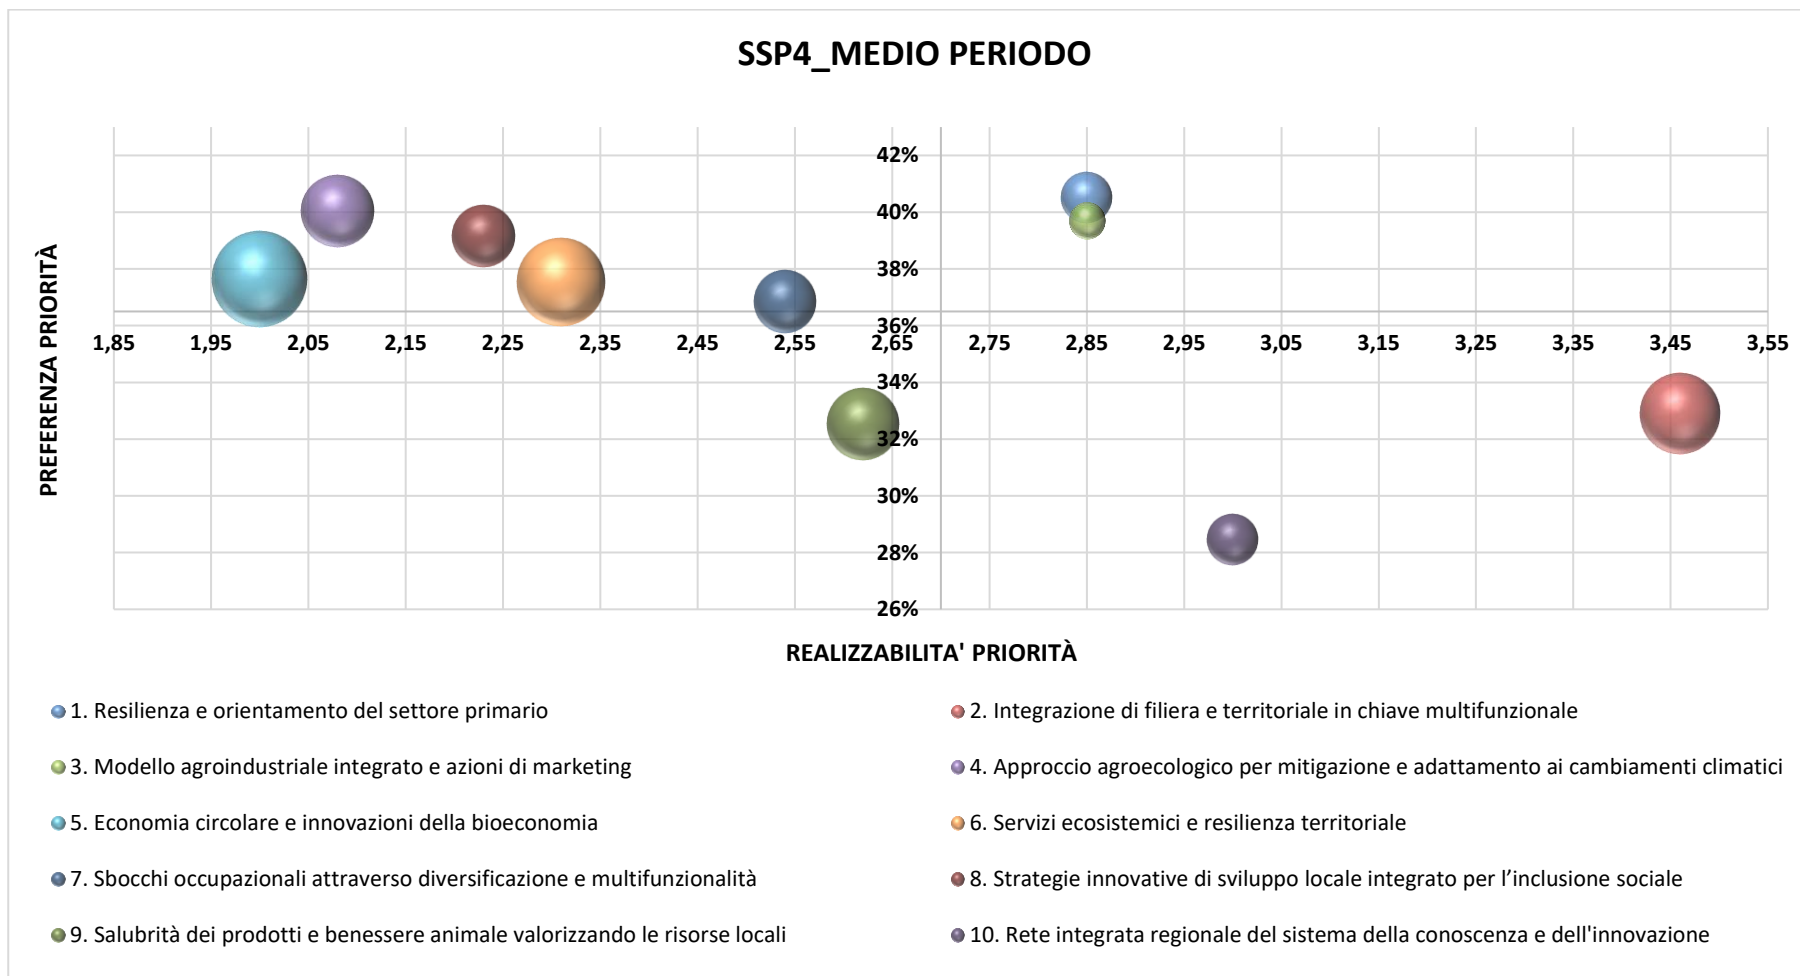 SSP4_MEDIO PERIODO
PREFERENZA PRIORITÀ
42%
40%
38%
36%
1,85 1,95 2,05 2,15 2,25 2,35 2,45 2,55 2,65 2,75 2,85 2,95 3,05 3,15 3,25 3,35 3,45 3,55
34%
32%
30%
28%
26%
REALIZZABILITA' PRIORITÀ
1. Resilienza e orientamento del settore primario
2. Integrazione di filiera e territoriale in chiave multifunzionale
3. Modello agroindustriale integrato e azioni di marketing
4. Approccio agroecologico per mitigazione e adattamento ai cambiamenti climatici
5. Economia circolare e innovazioni della bioeconomia
6. Servizi ecosistemici e resilienza territoriale
7. Sbocchi occupazionali attraverso diversificazione e multifunzionalità
8. Strategie innovative di sviluppo locale integrato per l’inclusione sociale
9. Salubrità dei prodotti e benessere animale valorizzando le risorse locali
10. Rete integrata regionale del sistema della conoscenza e dell'innovazione